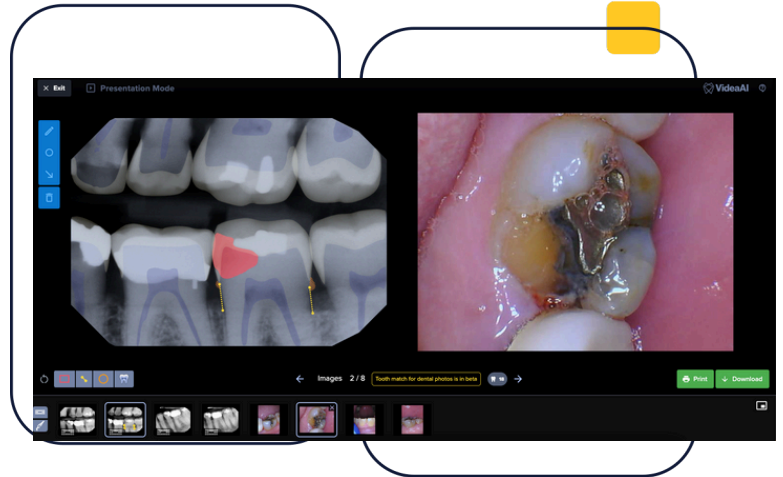 × Exit
Presentation Mode
VideaAI
Images 2 / 8
Tooth match for dental photos is in beta
Print
Download